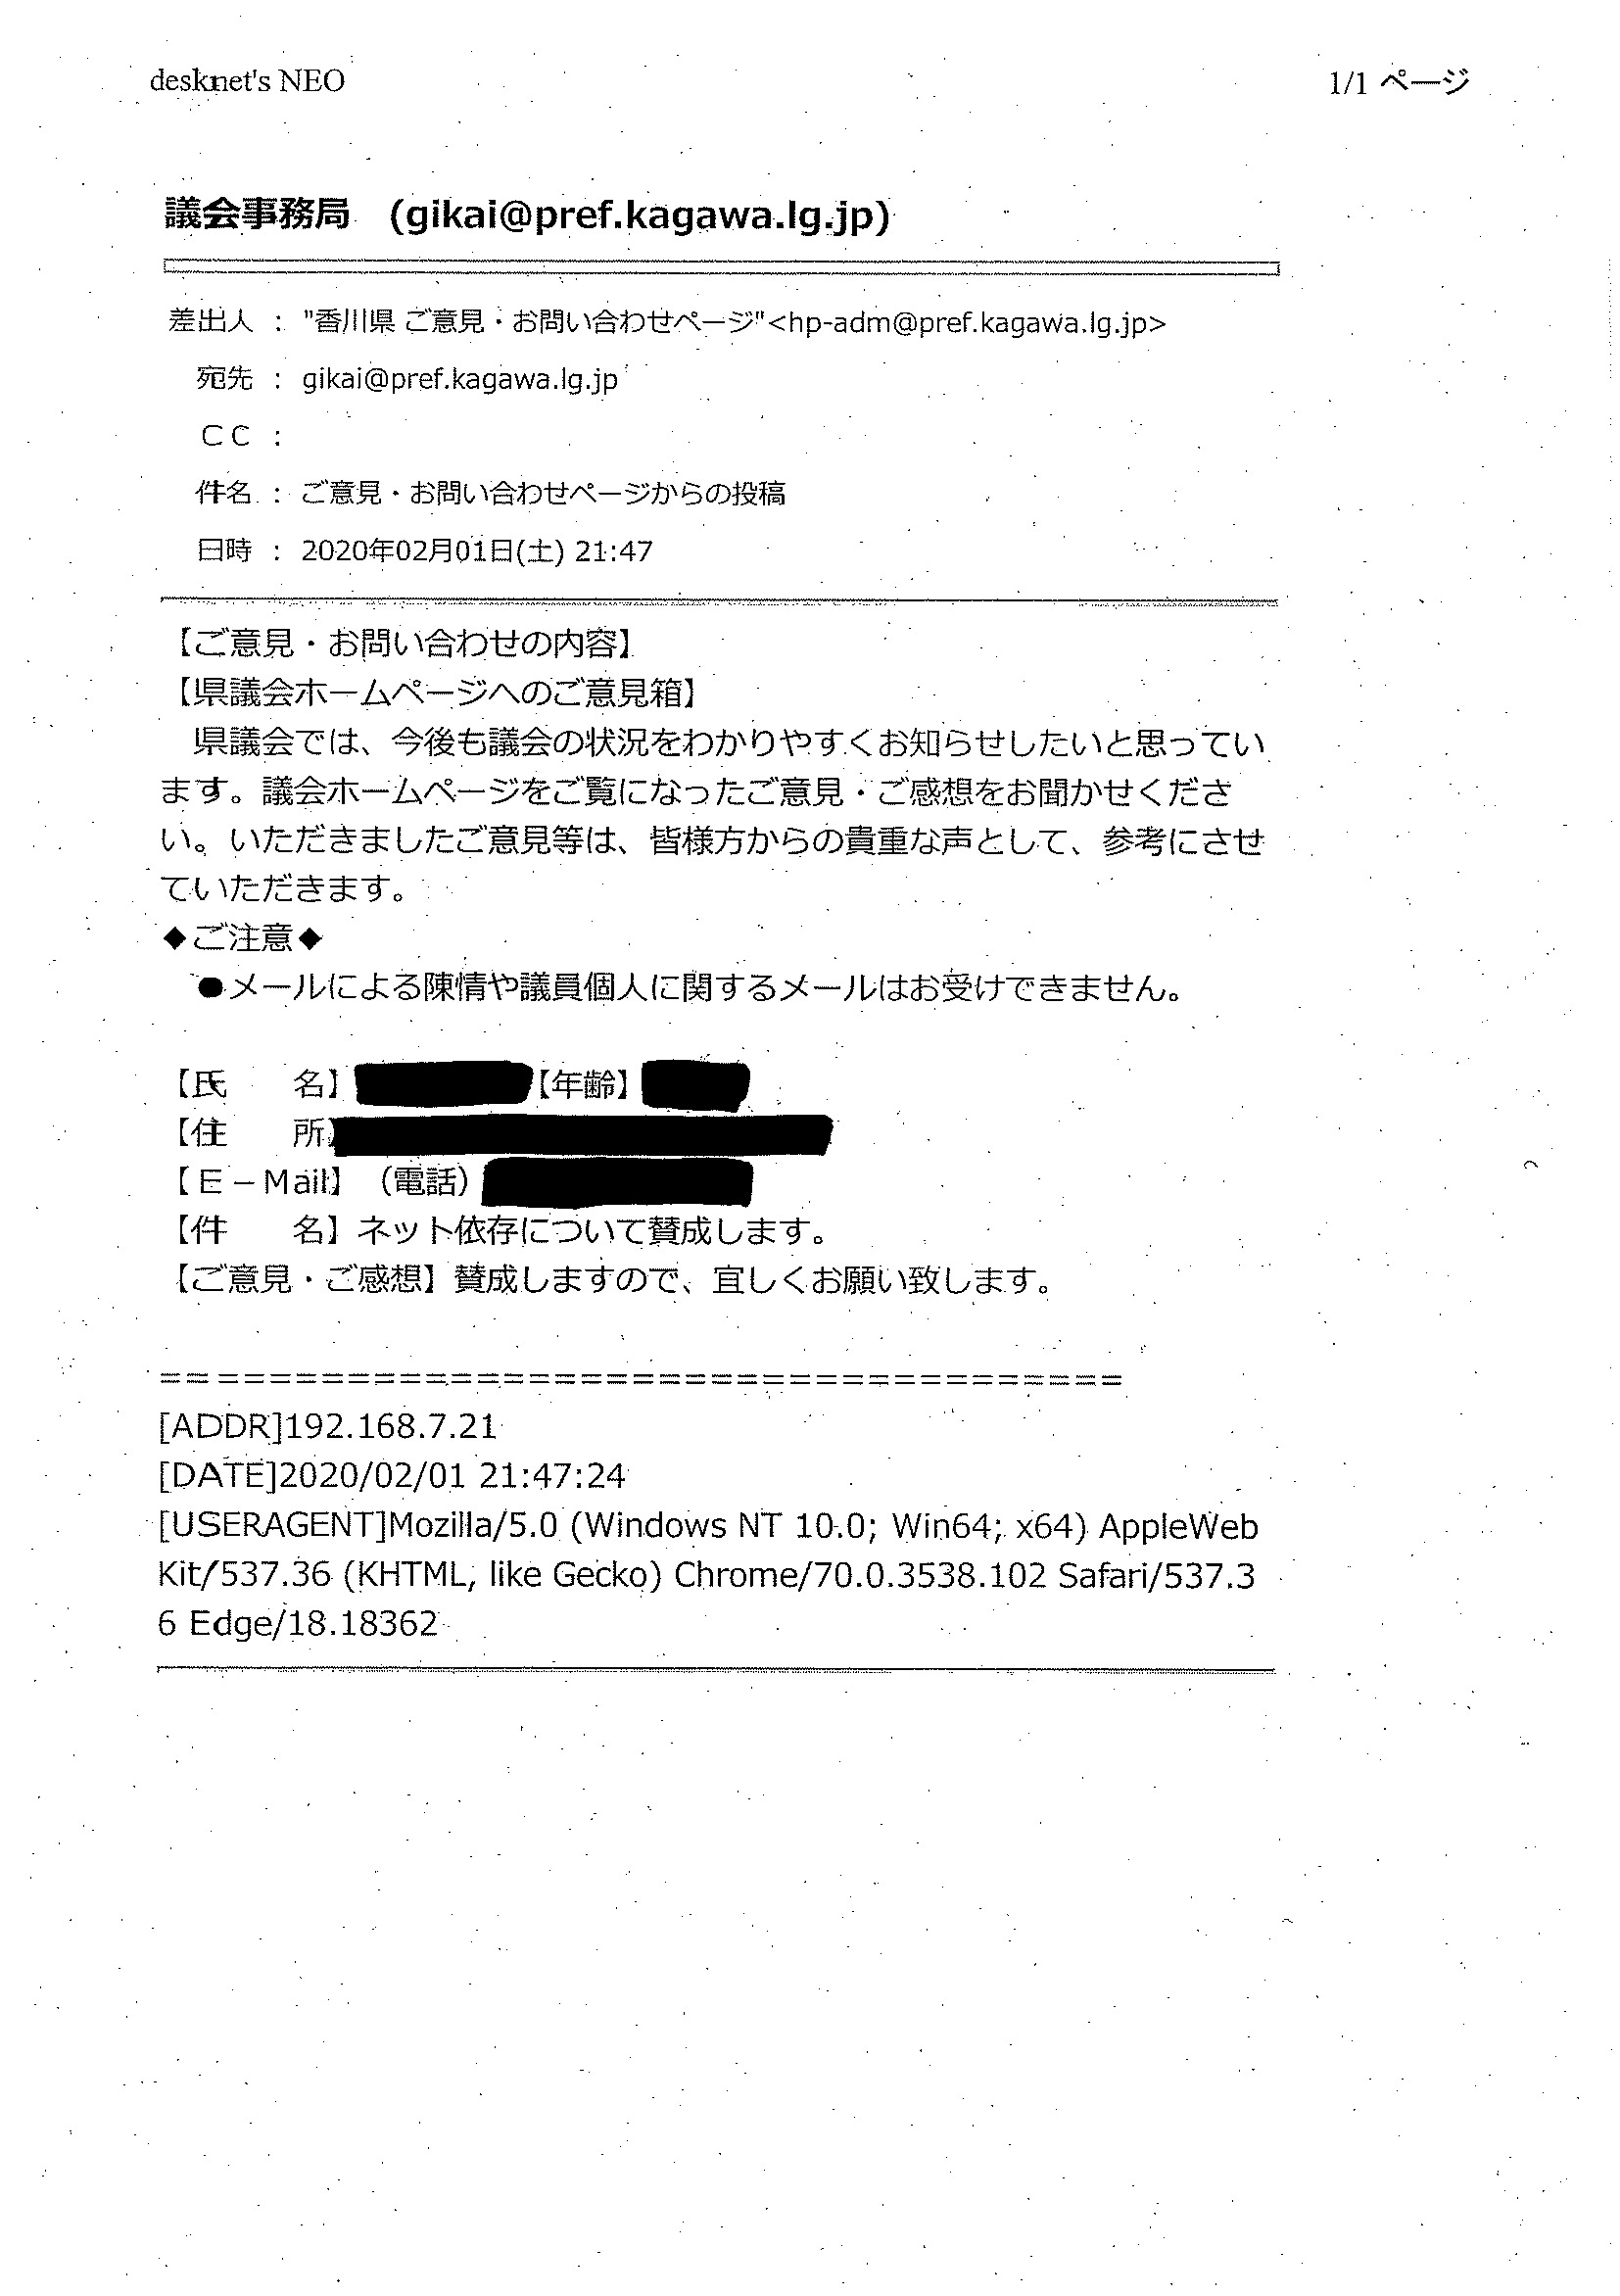 desknet's NEO
1/1 ページ
議会事務局 (gikai@pref.kagawa.lg.jp)
差出人 : "香川県 ご意見・お問い合わせページ"<hp-adm@pref.kagawa.lg.jp>
宛先 : gikai@pref.kagawa.lg.jp
ＣＣ :
件名 : ご意見・お問い合わせページからの投稿
日時 : 2020年02月01日(土) 21:47
【ご意見・お問い合わせの内容】
【県議会ホームページへのご意見箱】
　県議会では、今後も議会の状況をわかりやすくお知らせしたいと思ってい
ます。議会ホームページをご覧になったご意見・ご感想をお聞かせくださ
い。いただきましたご意見等は、皆様方からの貴重な声として、参考にさせ
ていただきます。
◆ご注意◆
　●メールによる陳情や議員個人に関するメールはお受けできません。
【氏　　名】【年齢】
【住　　所】
【Ｅ－Mail】（電話）
【件　　名】ネット依存について賛成します。
【ご意見・ご感想】賛成しますので、宜しくお願い致します。
=====================================
[ADDR]192.168.7.21
[DATE]2020/02/01 21:47:24
[USERAGENT]Mozilla/5.0 (Windows NT 10.0; Win64; x64) AppleWeb
Kit/537.36 (KHTML, like Gecko) Chrome/70.0.3538.102 Safari/537.3
6 Edge/18.18362